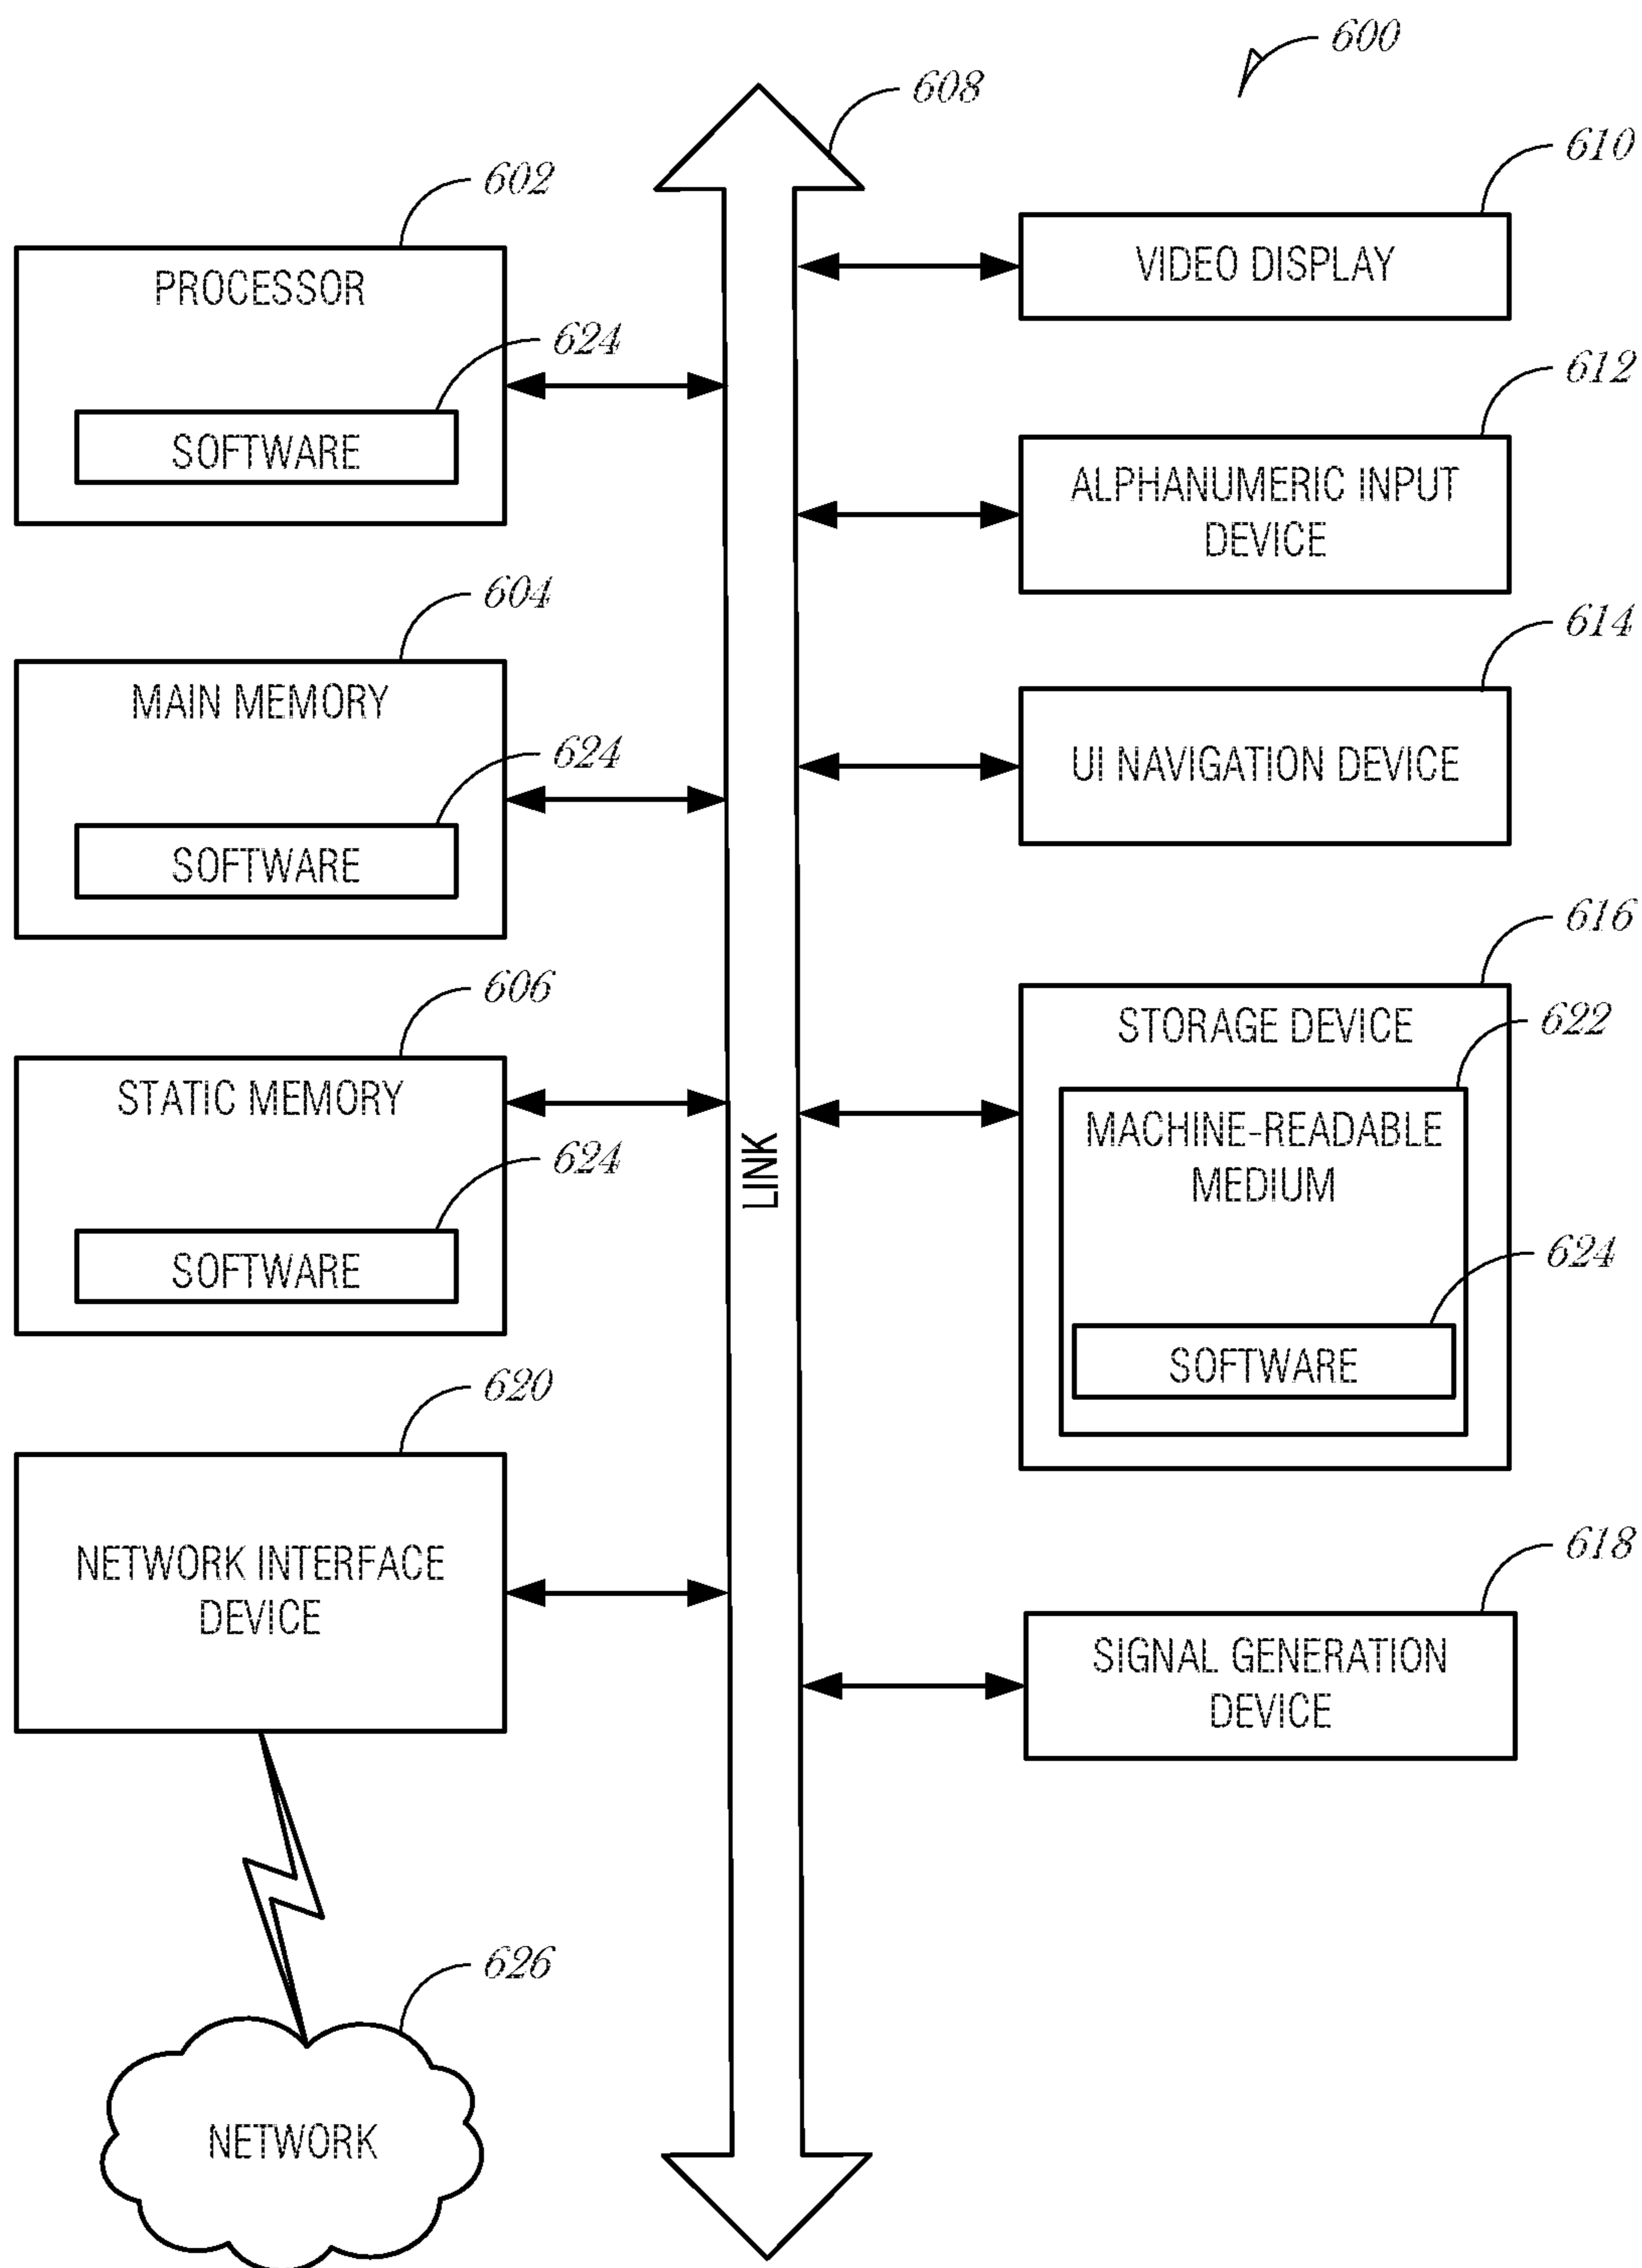 600
608
602
PROCESSOR
624
SOFTWARE
604
MAIN MEMORY
624
SOFTWARE
606
STATIC MEMORY
624
SOFTWARE
620
NETWORK INTERFACE
DEVICE
626
NETWORK
LINK
610
VIDEO DISPLAY
612
ALPHANUMERIC INPUT
DEVICE
614
UI NAVIGATION DEVICE
616
STORAGE DEVICE
622
MACHINE-READABLE
MEDIUM
624
SOFTWARE
618
SIGNAL GENERATION
DEVICE